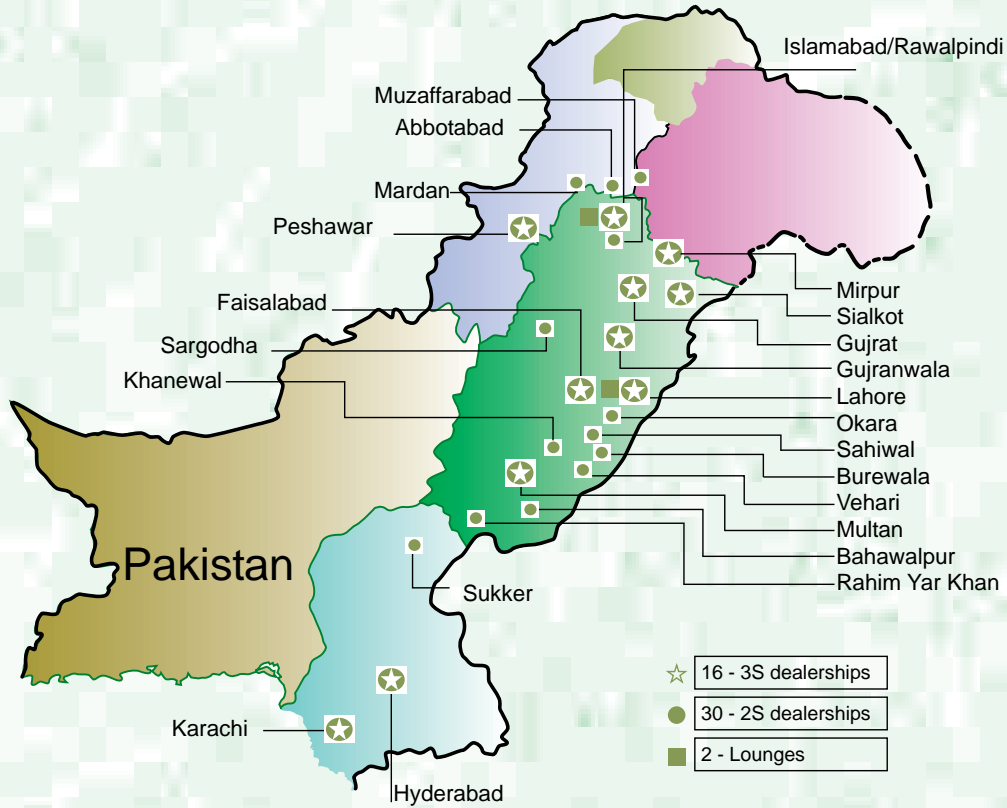 Islamabad/Rawalpindi
Muzaffarabad
Abbotabad
Mardan
Peshawar
Faisalabad
Sargodha
Khanewal
Mirpur
Sialkot
Gujrat
Gujranwala
Lahore
Okara
Sahiwal
Burewala
Vehari
Multan
Bahawalpur
Rahim Yar Khan
Pakistan
Sukker
Karachi
Hyderabad
16 - 3S dealerships
30 - 2S dealerships
2 - Lounges